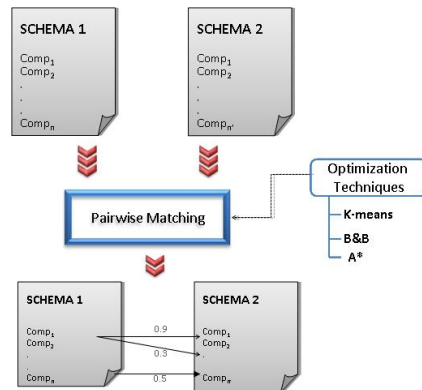 SCHEMA 1
Comp1
Comp2
.
.
.
Compn
SCHEMA 2
Comp1
Comp2
.
.
.
Compn'
Pairwise Matching
Optimization
Techniques
K-means
B&B
A*
SCHEMA 1
Comp1
Comp2
.
Compn
0.9
0.3
0.5
SCHEMA 2
Comp1
Comp2
.
Compn'